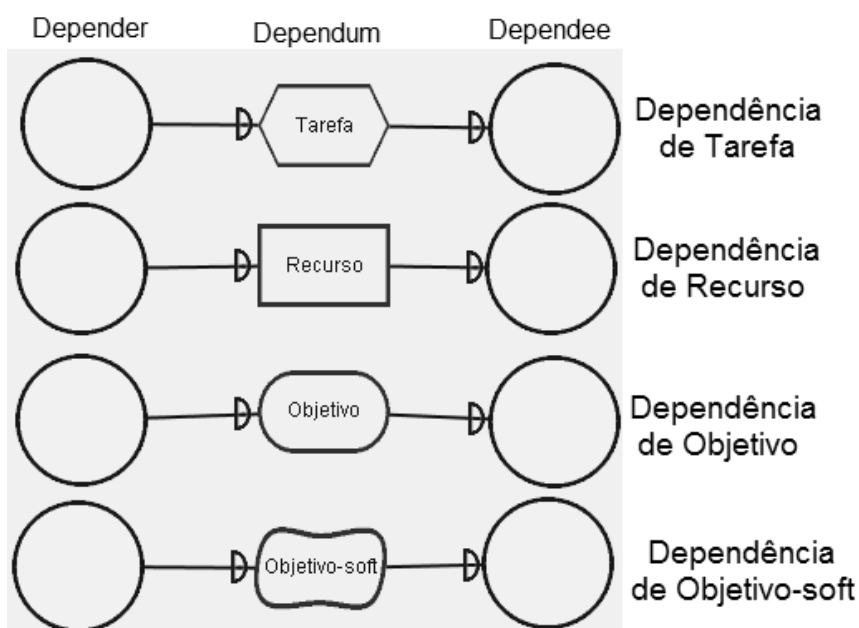 Depender
Dependum
Dependee
Tarefa
Dependência
de Tarefa
Recurso
Dependência
de Recurso
Objetivo
Dependência
de Objetivo
Objetivo-soft
Dependência
de Objetivo-soft